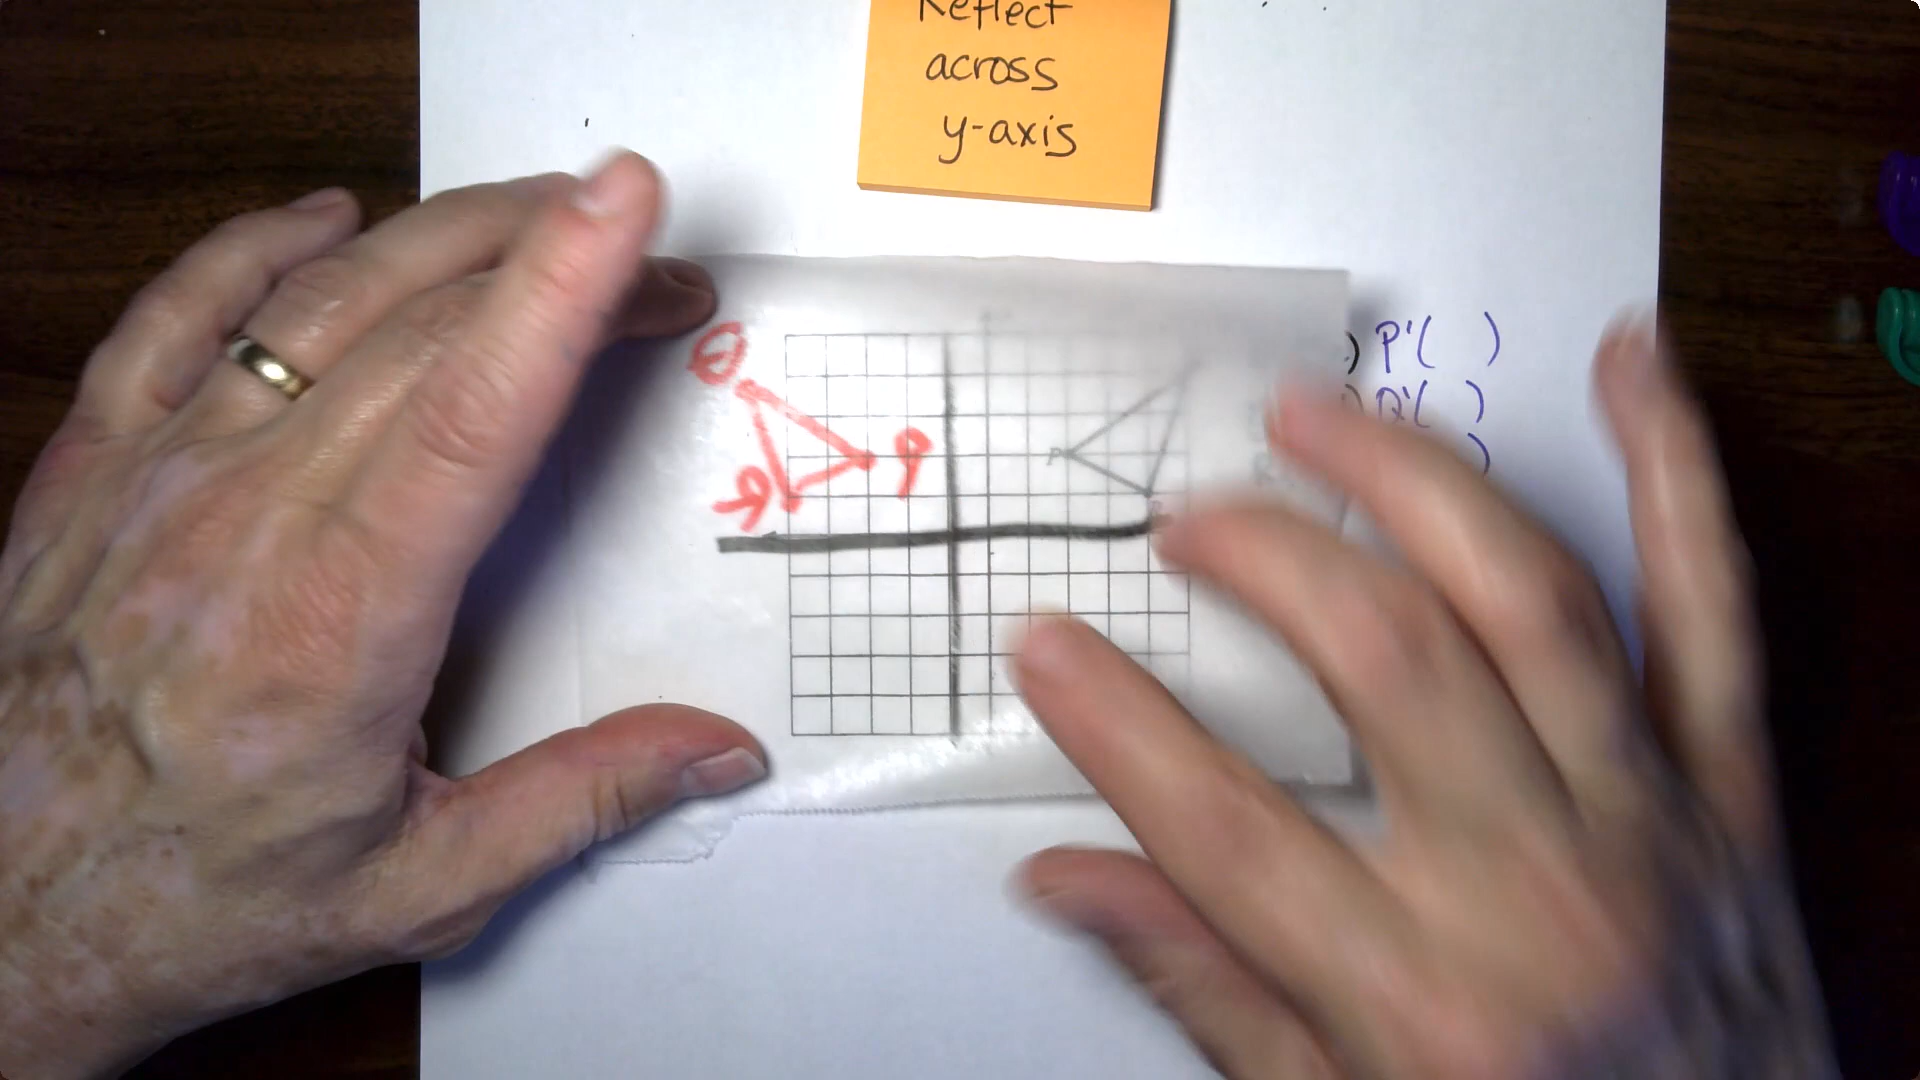 Reflect
across
y-axis
) P'( )
) Q'( )
)
Q
P
R
P